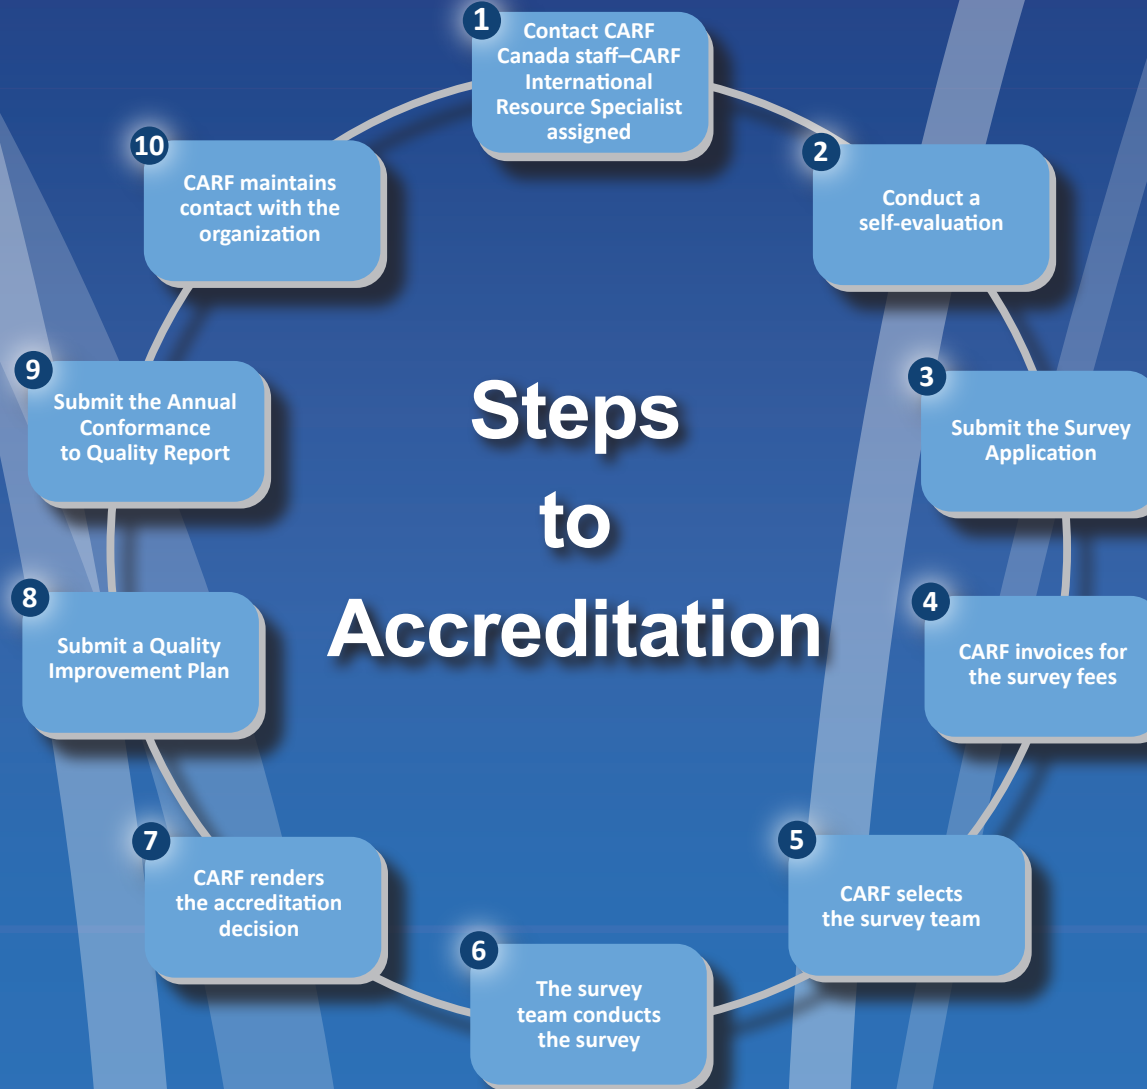 1
Contact CARF
Canada staff–CARF
International
Resource Specialist
assigned
2
Conduct a
self-evaluation
3
Submit the Survey
Application
4
CARF invoices for
the survey fees
5
CARF selects
the survey team
6
The survey
team conducts
the survey
7
CARF renders
the accreditation
decision
8
Submit a Quality
Improvement Plan
9
Submit the Annual
Conformance
to Quality Report
10
CARF maintains
contact with the
organization
Steps
to
Accreditation